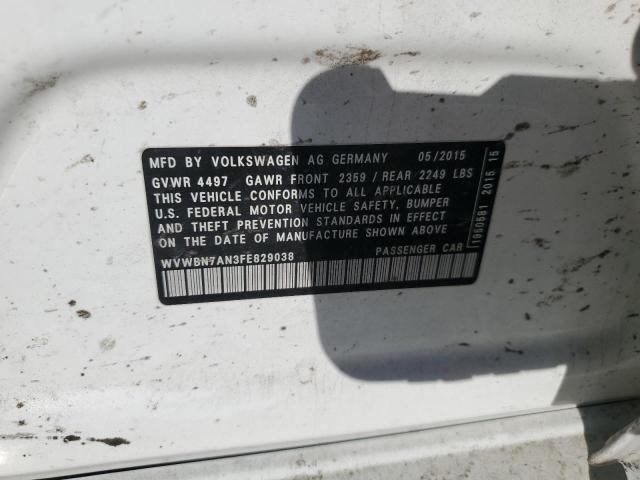 MFD BY VOLKSWAGEN AG GERMANY 05/2015
GVWR 4497 GAWR FRONT 2359 / REAR 2249 LBS
THIS VEHICLE CONFORMS TO ALL APPLICABLE
U.S. FEDERAL MOTOR VEHICLE SAFETY, BUMPER
AND THEFT PREVENTION STANDARDS IN EFFECT
ON DATE OF MANUFACTURE SHOWN ABOVE.
WVWBN7AN3FE829038 PASSENGER CAR
2015 15